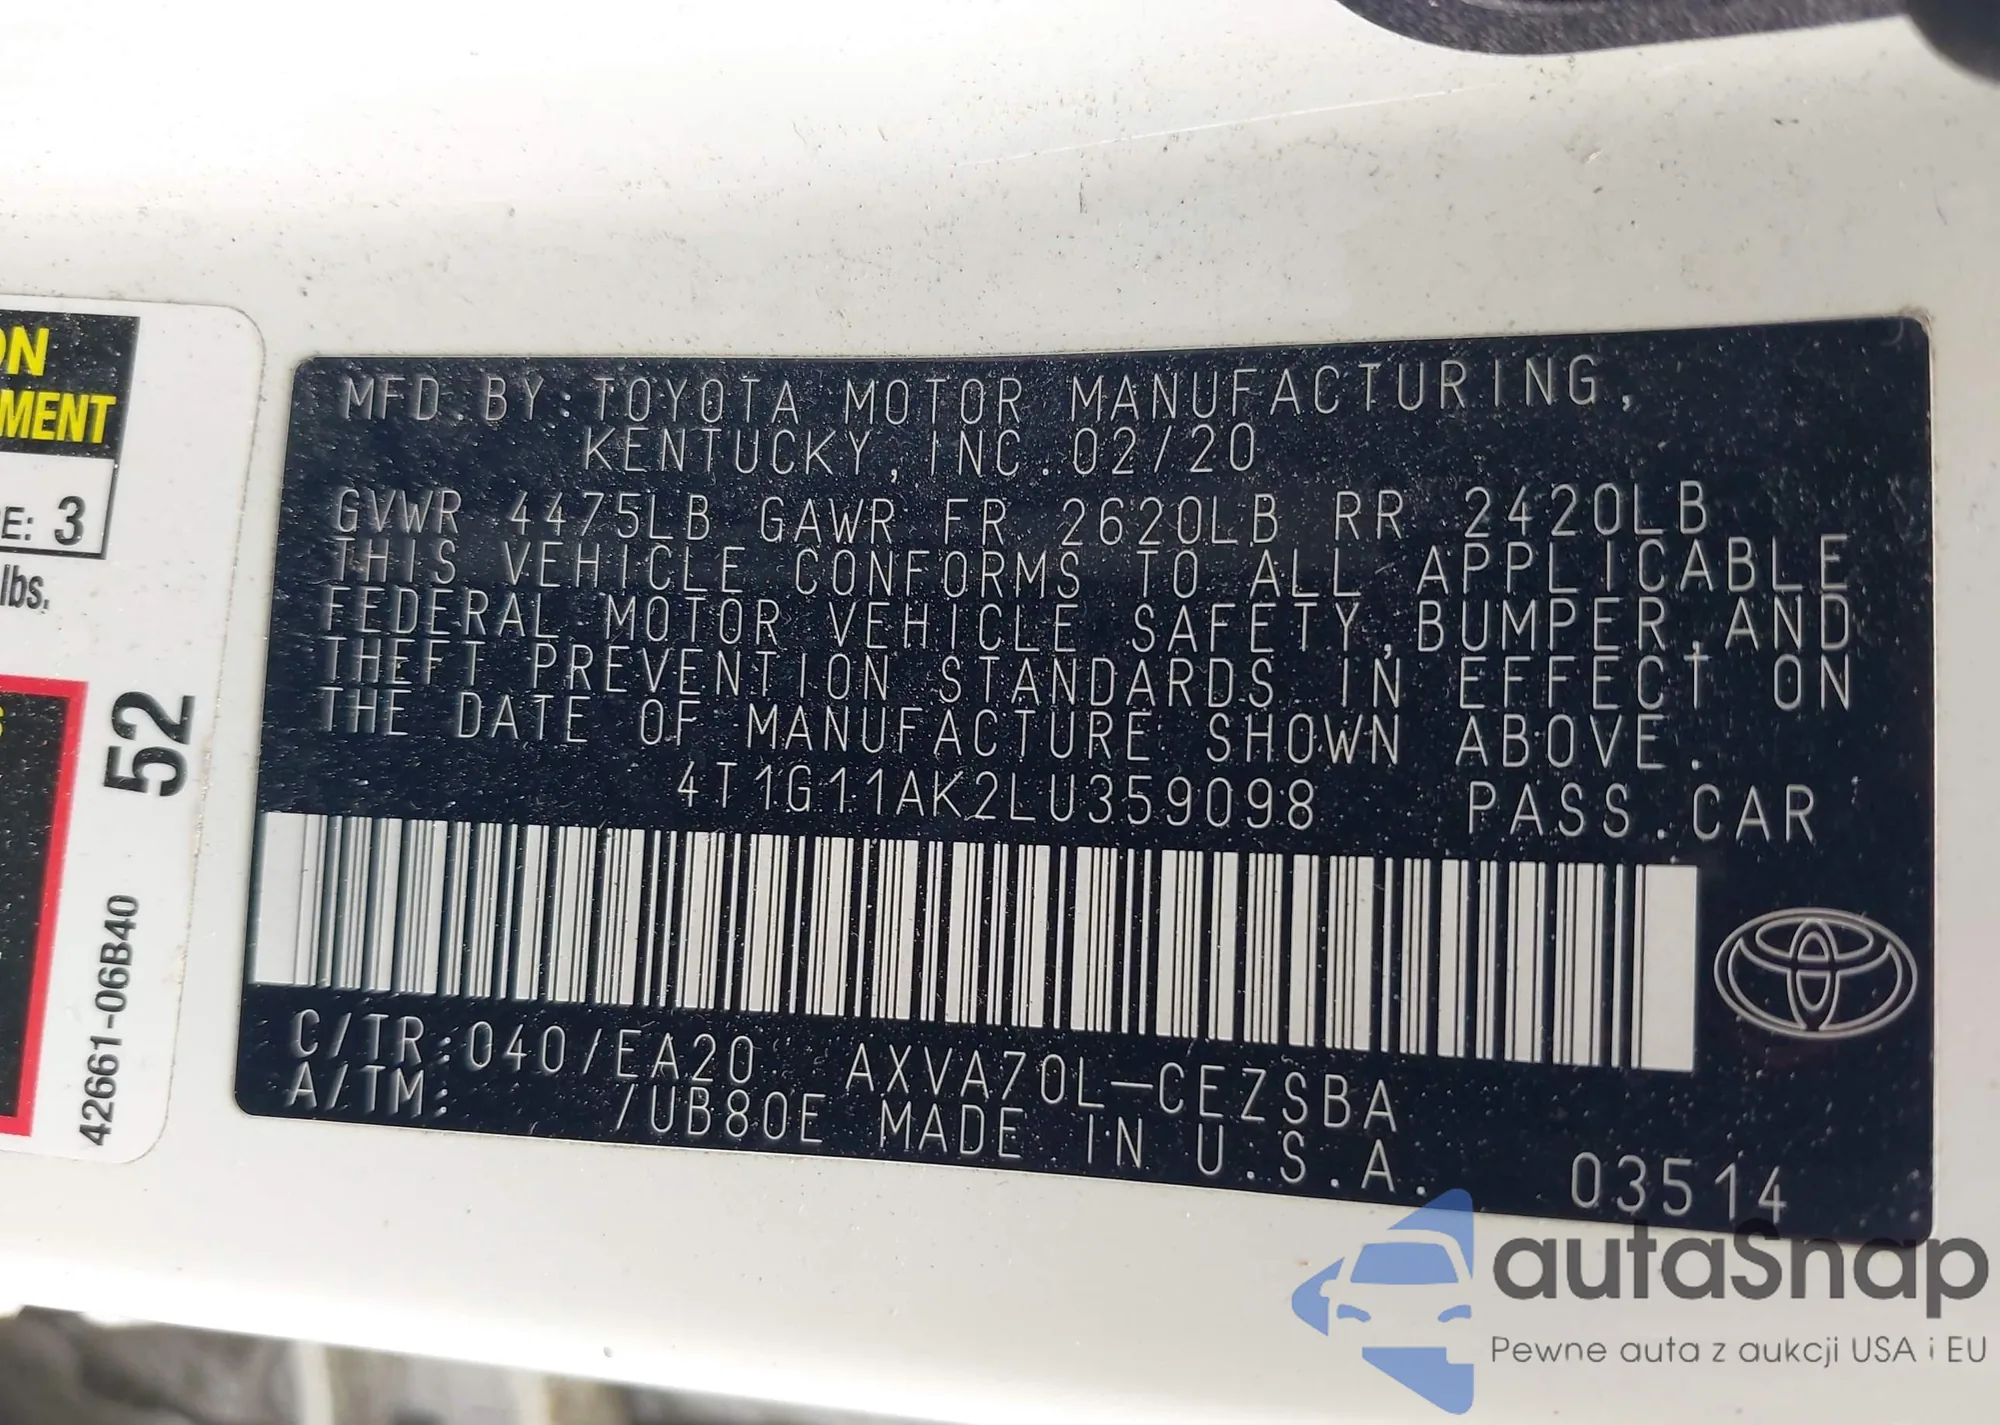 ON
MENT
E: 3
lbs.
52
42661-06B40
MFD.BY:TOYOTA MOTOR MANUFACTURING,
KENTUCKY,INC.02/20
GVWR 4475LB GAWR FR 2620LB RR 2420LB
THIS VEHICLE CONFORMS TO ALL APPLICABLE
FEDERAL MOTOR VEHICLE SAFETY,BUMPER,AND
THEFT PREVENTION STANDARDS IN EFFECT ON
THE DATE OF MANUFACTURE SHOWN ABOVE.
4T1G11AK2LU359098 PASS.CAR
C/TR:040/EA20 AXVA70L-CEZSBA
A/TM: /UB80E MADE IN U.S.A.
03514
autaSnap
Pewne auta z aukcji USA i EU